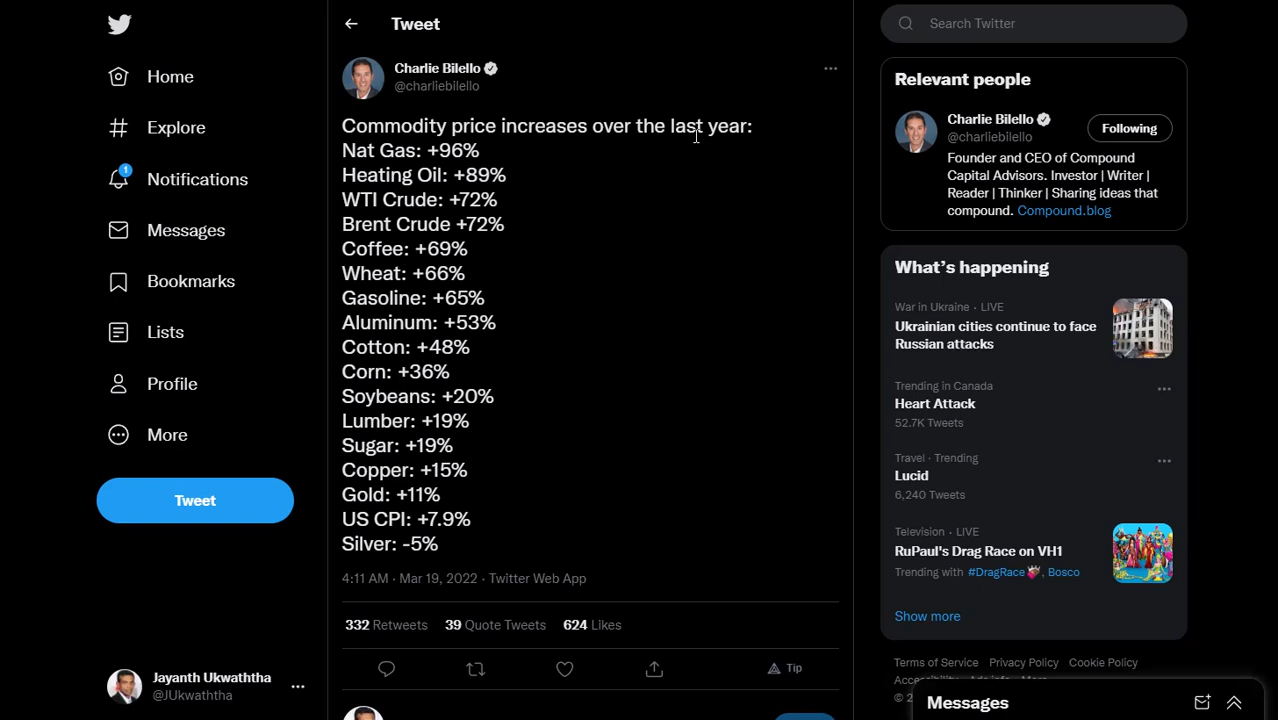 Home
Explore
1
Notifications
Messages
Bookmarks
Lists
Profile
More
Tweet
Jayanth Ukwaththa
@JUkwaththa
Tweet
Charlie Bilello
@charliebilello
Commodity price increases over the last year:
Nat Gas: +96%
Heating Oil: +89%
WTI Crude: +72%
Brent Crude +72%
Coffee: +69%
Wheat: +66%
Gasoline: +65%
Aluminum: +53%
Cotton: +48%
Corn: +36%
Soybeans: +20%
Lumber: +19%
Sugar: +19%
Copper: +15%
Gold: +11%
US CPI: +7.9%
Silver: -5%
4:11 AM · Mar 19, 2022 · Twitter Web App
332 Retweets 39 Quote Tweets 624 Likes
Tip
Search Twitter
Relevant people
Charlie Bilello
@charliebilello
Following
Founder and CEO of Compound
Capital Advisors. Investor | Writer |
Reader | Thinker | Sharing ideas that
compound. Compound.blog
What's happening
War in Ukraine · LIVE
Ukrainian cities continue to face
Russian attacks
Trending in Canada
Heart Attack
52.7K Tweets
Travel · Trending
Lucid
6,240 Tweets
Television · LIVE
RuPaul's Drag Race on VH1
Trending with #DragRace, Bosco
Show more
Terms of Service Privacy Policy Cookie Policy
Messages